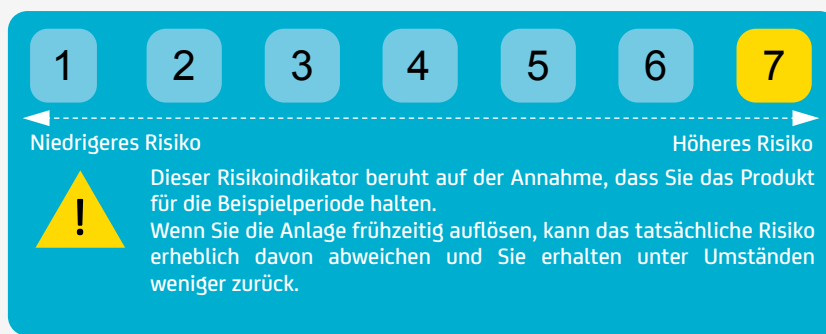 1 2 3 4 5 6 7
Niedrigeres Risiko Höheres Risiko
! Dieser Risikoindikator beruht auf der Annahme, dass Sie das Produkt
für die Beispielperiode halten.
Wenn Sie die Anlage frühzeitig auflösen, kann das tatsächliche Risiko
erheblich davon abweichen und Sie erhalten unter Umständen
weniger zurück.